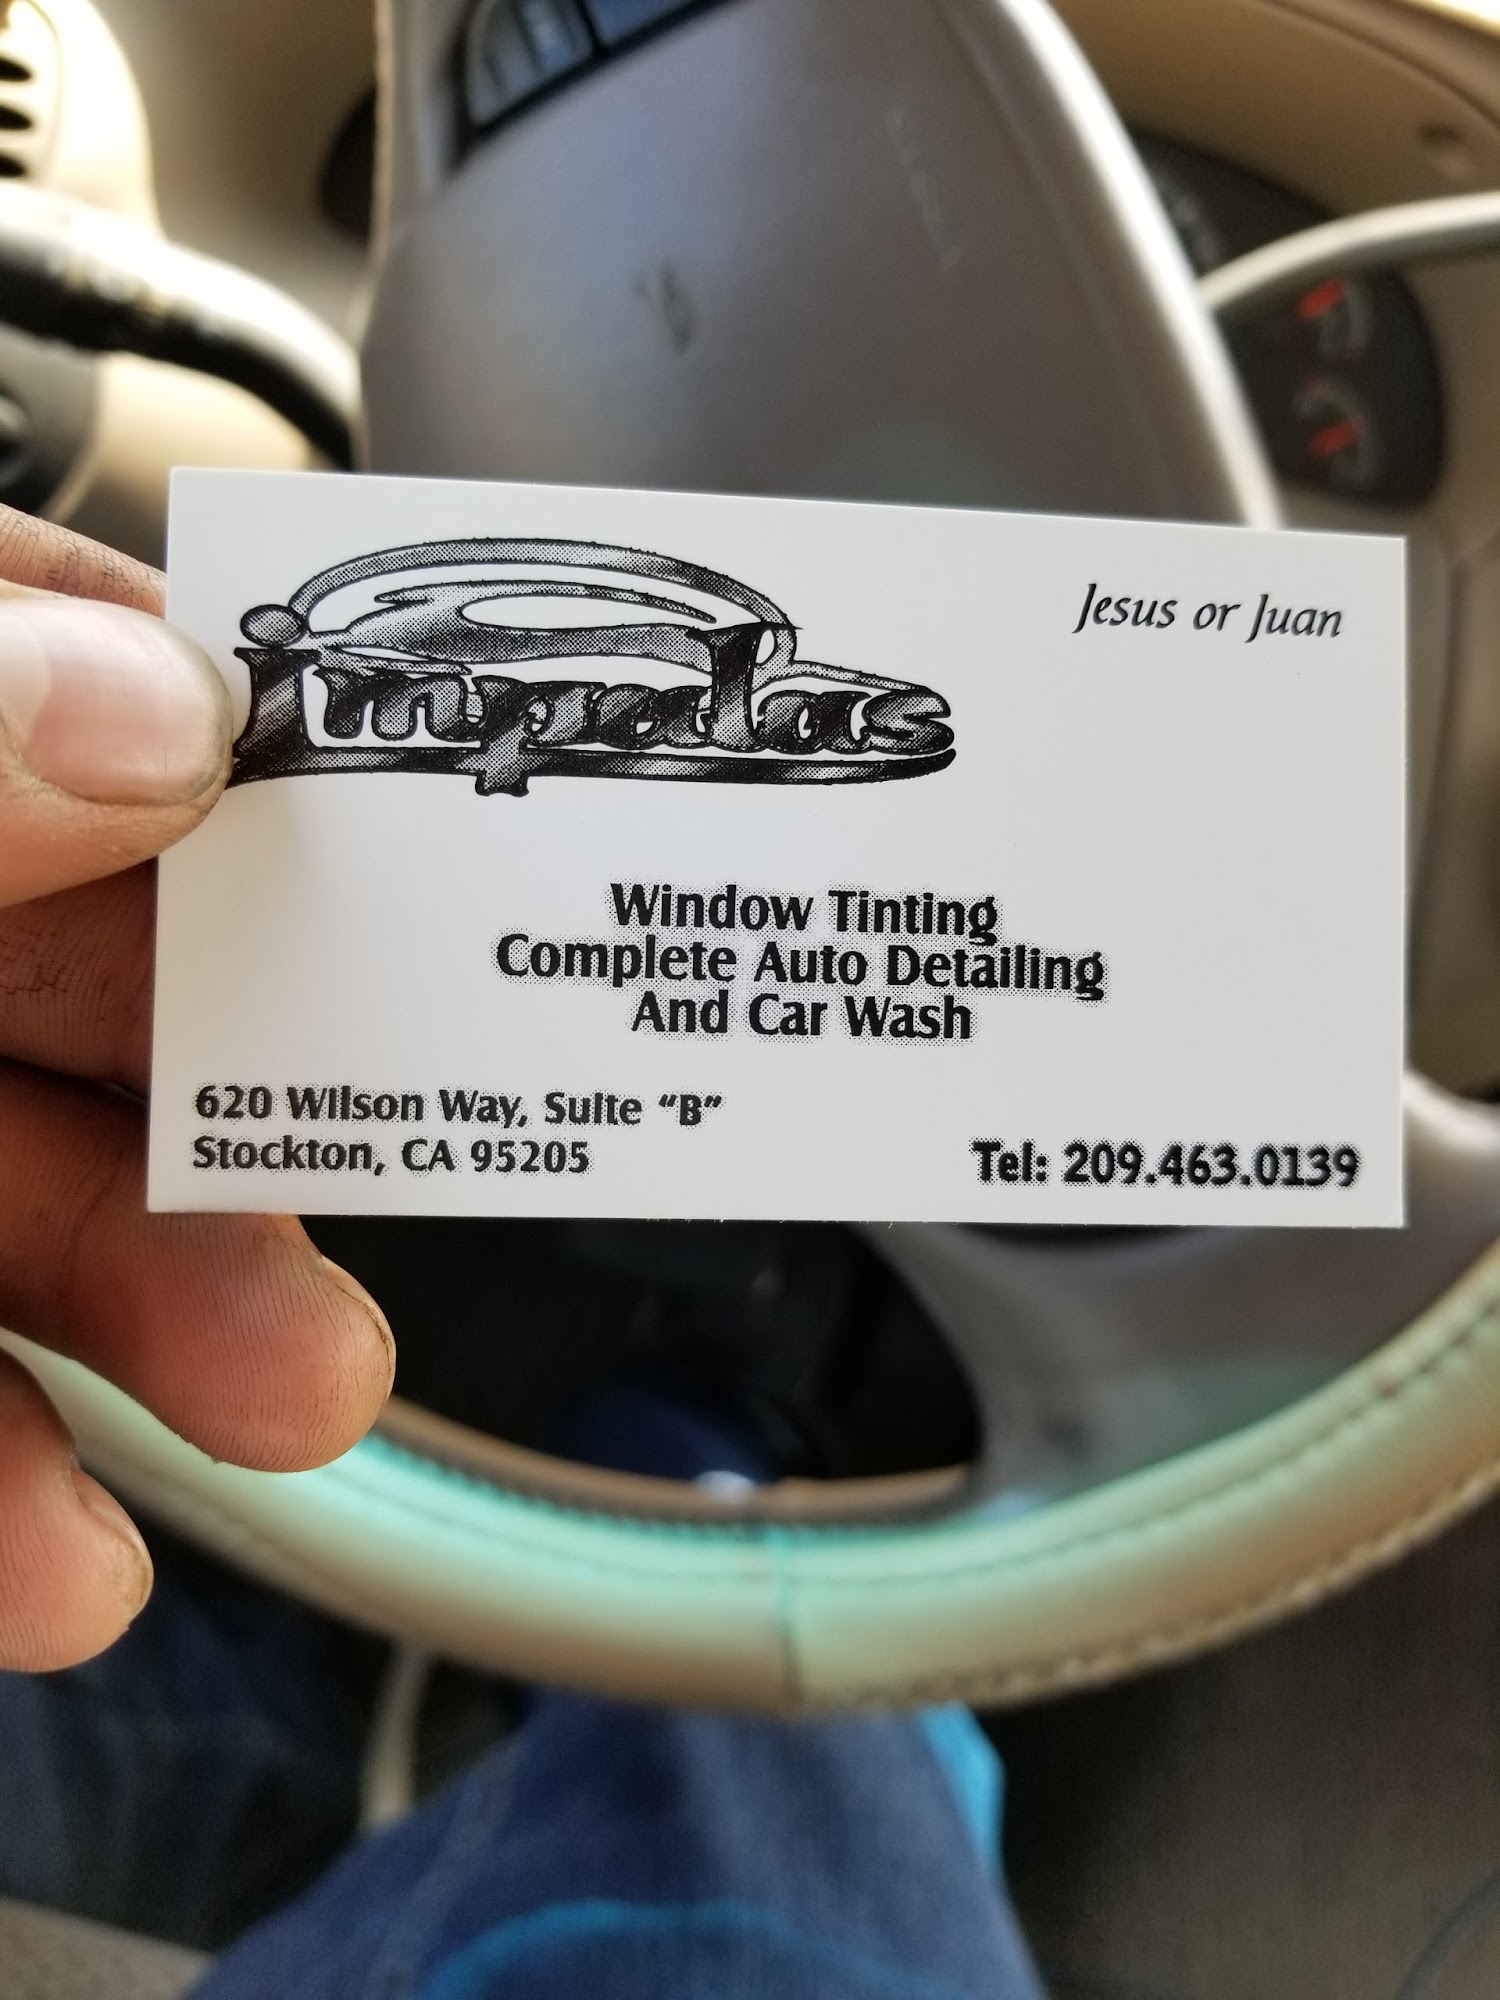 Impalas
Jesus or Juan
Window Tinting
Complete Auto Detailing
And Car Wash
620 Wilson Way, Suite “B”
Stockton, CA 95205
Tel: 209.463.0139